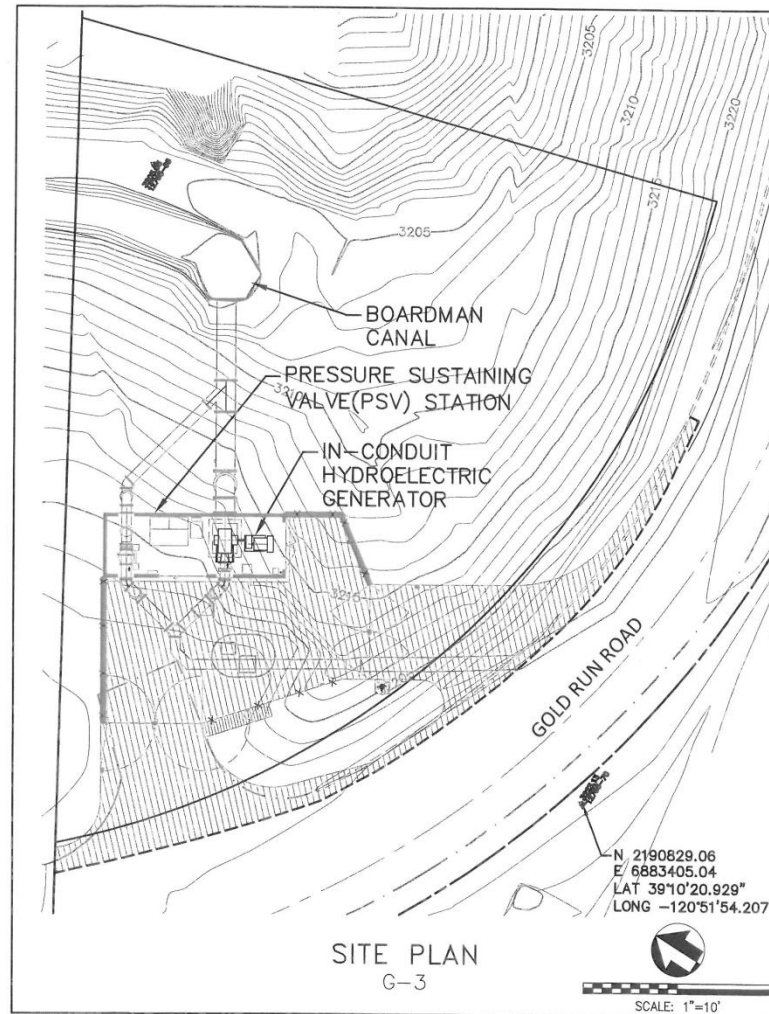 3205
3210
3220
3215
3205
BOARDMAN
CANAL
PRESSURE SUSTAINING
VALVE(PSV) STATION
3210
IN-CONDUIT
HYDROELECTRIC
GENERATOR
3215
GOLD RUN ROAD
N 2190829.06
E 6883405.04
LAT 39°10'20.929"
LONG -120°51'54.207
SITE PLAN
G-3
SCALE: 1"=10'